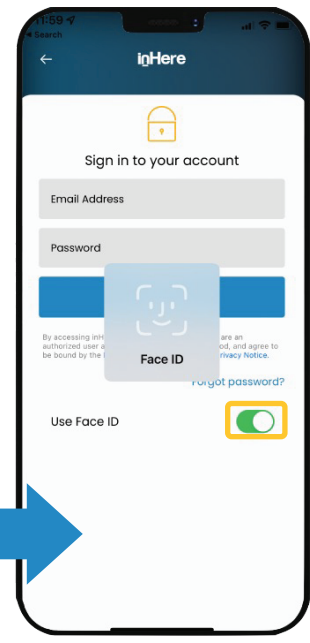 11:59
Search
inHere
Sign in to your account
Email Address
Password
By accessing inH are an
authorized user a od, and agree to
be bound by the rivacy Notice.
Face ID
Forgot password?
Use Face ID